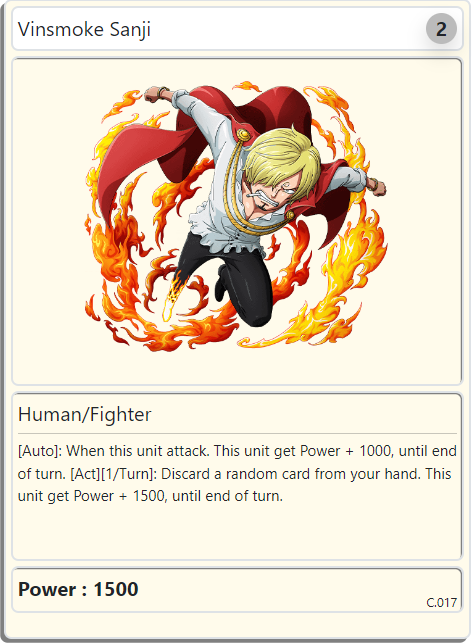 Vinsmoke Sanji
2
Human/Fighter
[Auto]: When this unit attack. This unit get Power + 1000, until end
of turn. [Act][1/Turn]: Discard a random card from your hand. This
unit get Power + 1500, until end of turn.
Power : 1500
C.017